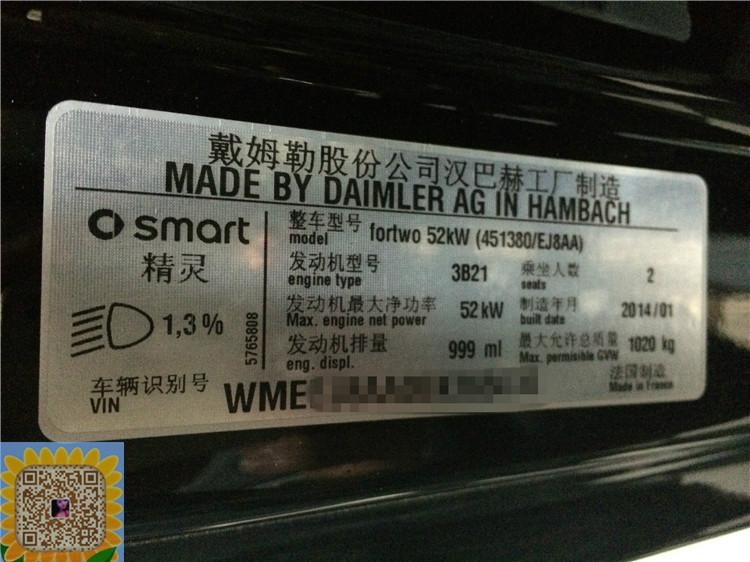 戴姆勒股份公司汉巴赫工厂制造
MADE BY DAIMLER AG IN HAMBACH
smart
精灵
1,3%
5765808
整车型号 fortwo 52kW (451380/EJ8AA)
model
发动机型号 3B21 乘坐人数 2
engine type seats
发动机最大净功率 52 kW 制造年月 2014/01
Max. engine net power built date
发动机排量 999 ml 最大允许总质量 1020 kg
eng. displ. Max. permisible GVW
法国制造
Made in France
车辆识别号 WME
VIN